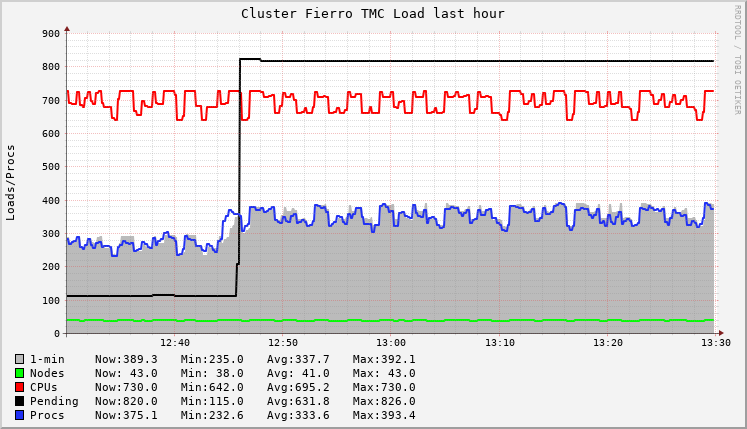 Cluster Fierro TMC Load last hour
RRDTOOL / TOBI OETIKER
Loads/Procs
900
800
700
600
500
400
300
200
100
0
12:40 12:50 13:00 13:10 13:20 13:30
1-min Now:389.3 Min:235.0 Avg:337.7 Max:392.1
Nodes Now: 43.0 Min: 38.0 Avg: 41.0 Max: 43.0
CPUs Now:730.0 Min:642.0 Avg:695.2 Max:730.0
Pending Now:820.0 Min:115.0 Avg:631.8 Max:826.0
Procs Now:375.1 Min:232.6 Avg:333.6 Max:393.4